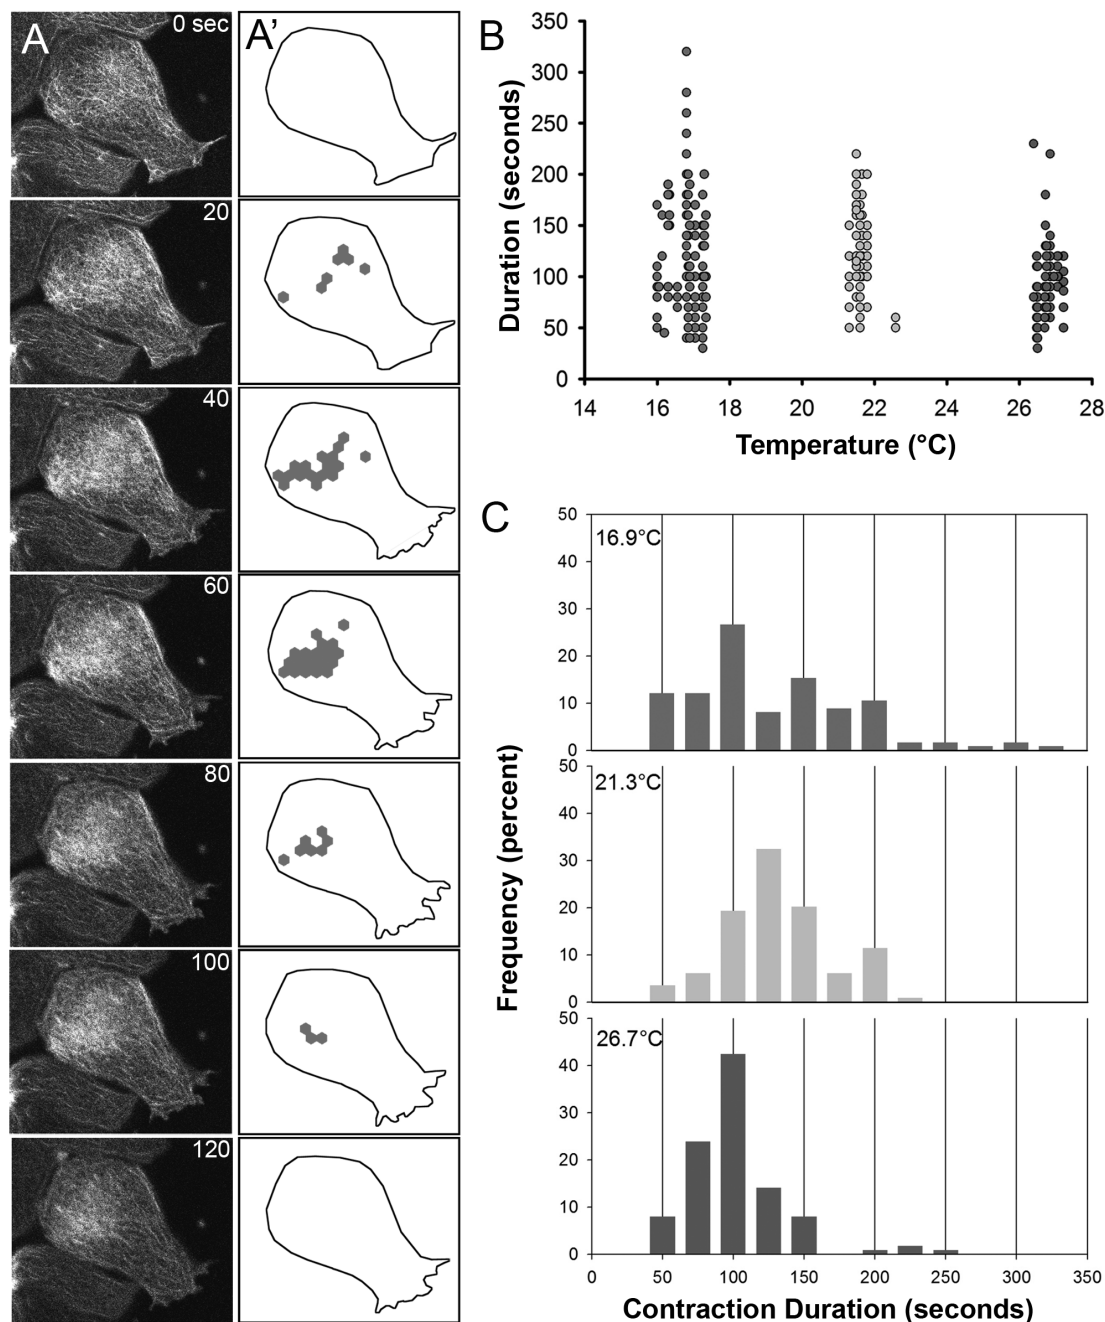 A
0 sec
20
40
60
80
100
120
A'
B
Duration (seconds)
350
300
250
200
150
100
50
0
14 16 18 20 22 24 26 28
Temperature (°C)
C
Frequency (percent)
50
40
30
20
10
0
16.9°C
50
40
30
20
10
0
21.3°C
50
40
30
20
10
0
26.7°C
0 50 100 150 200 250 300 350
Contraction Duration (seconds)